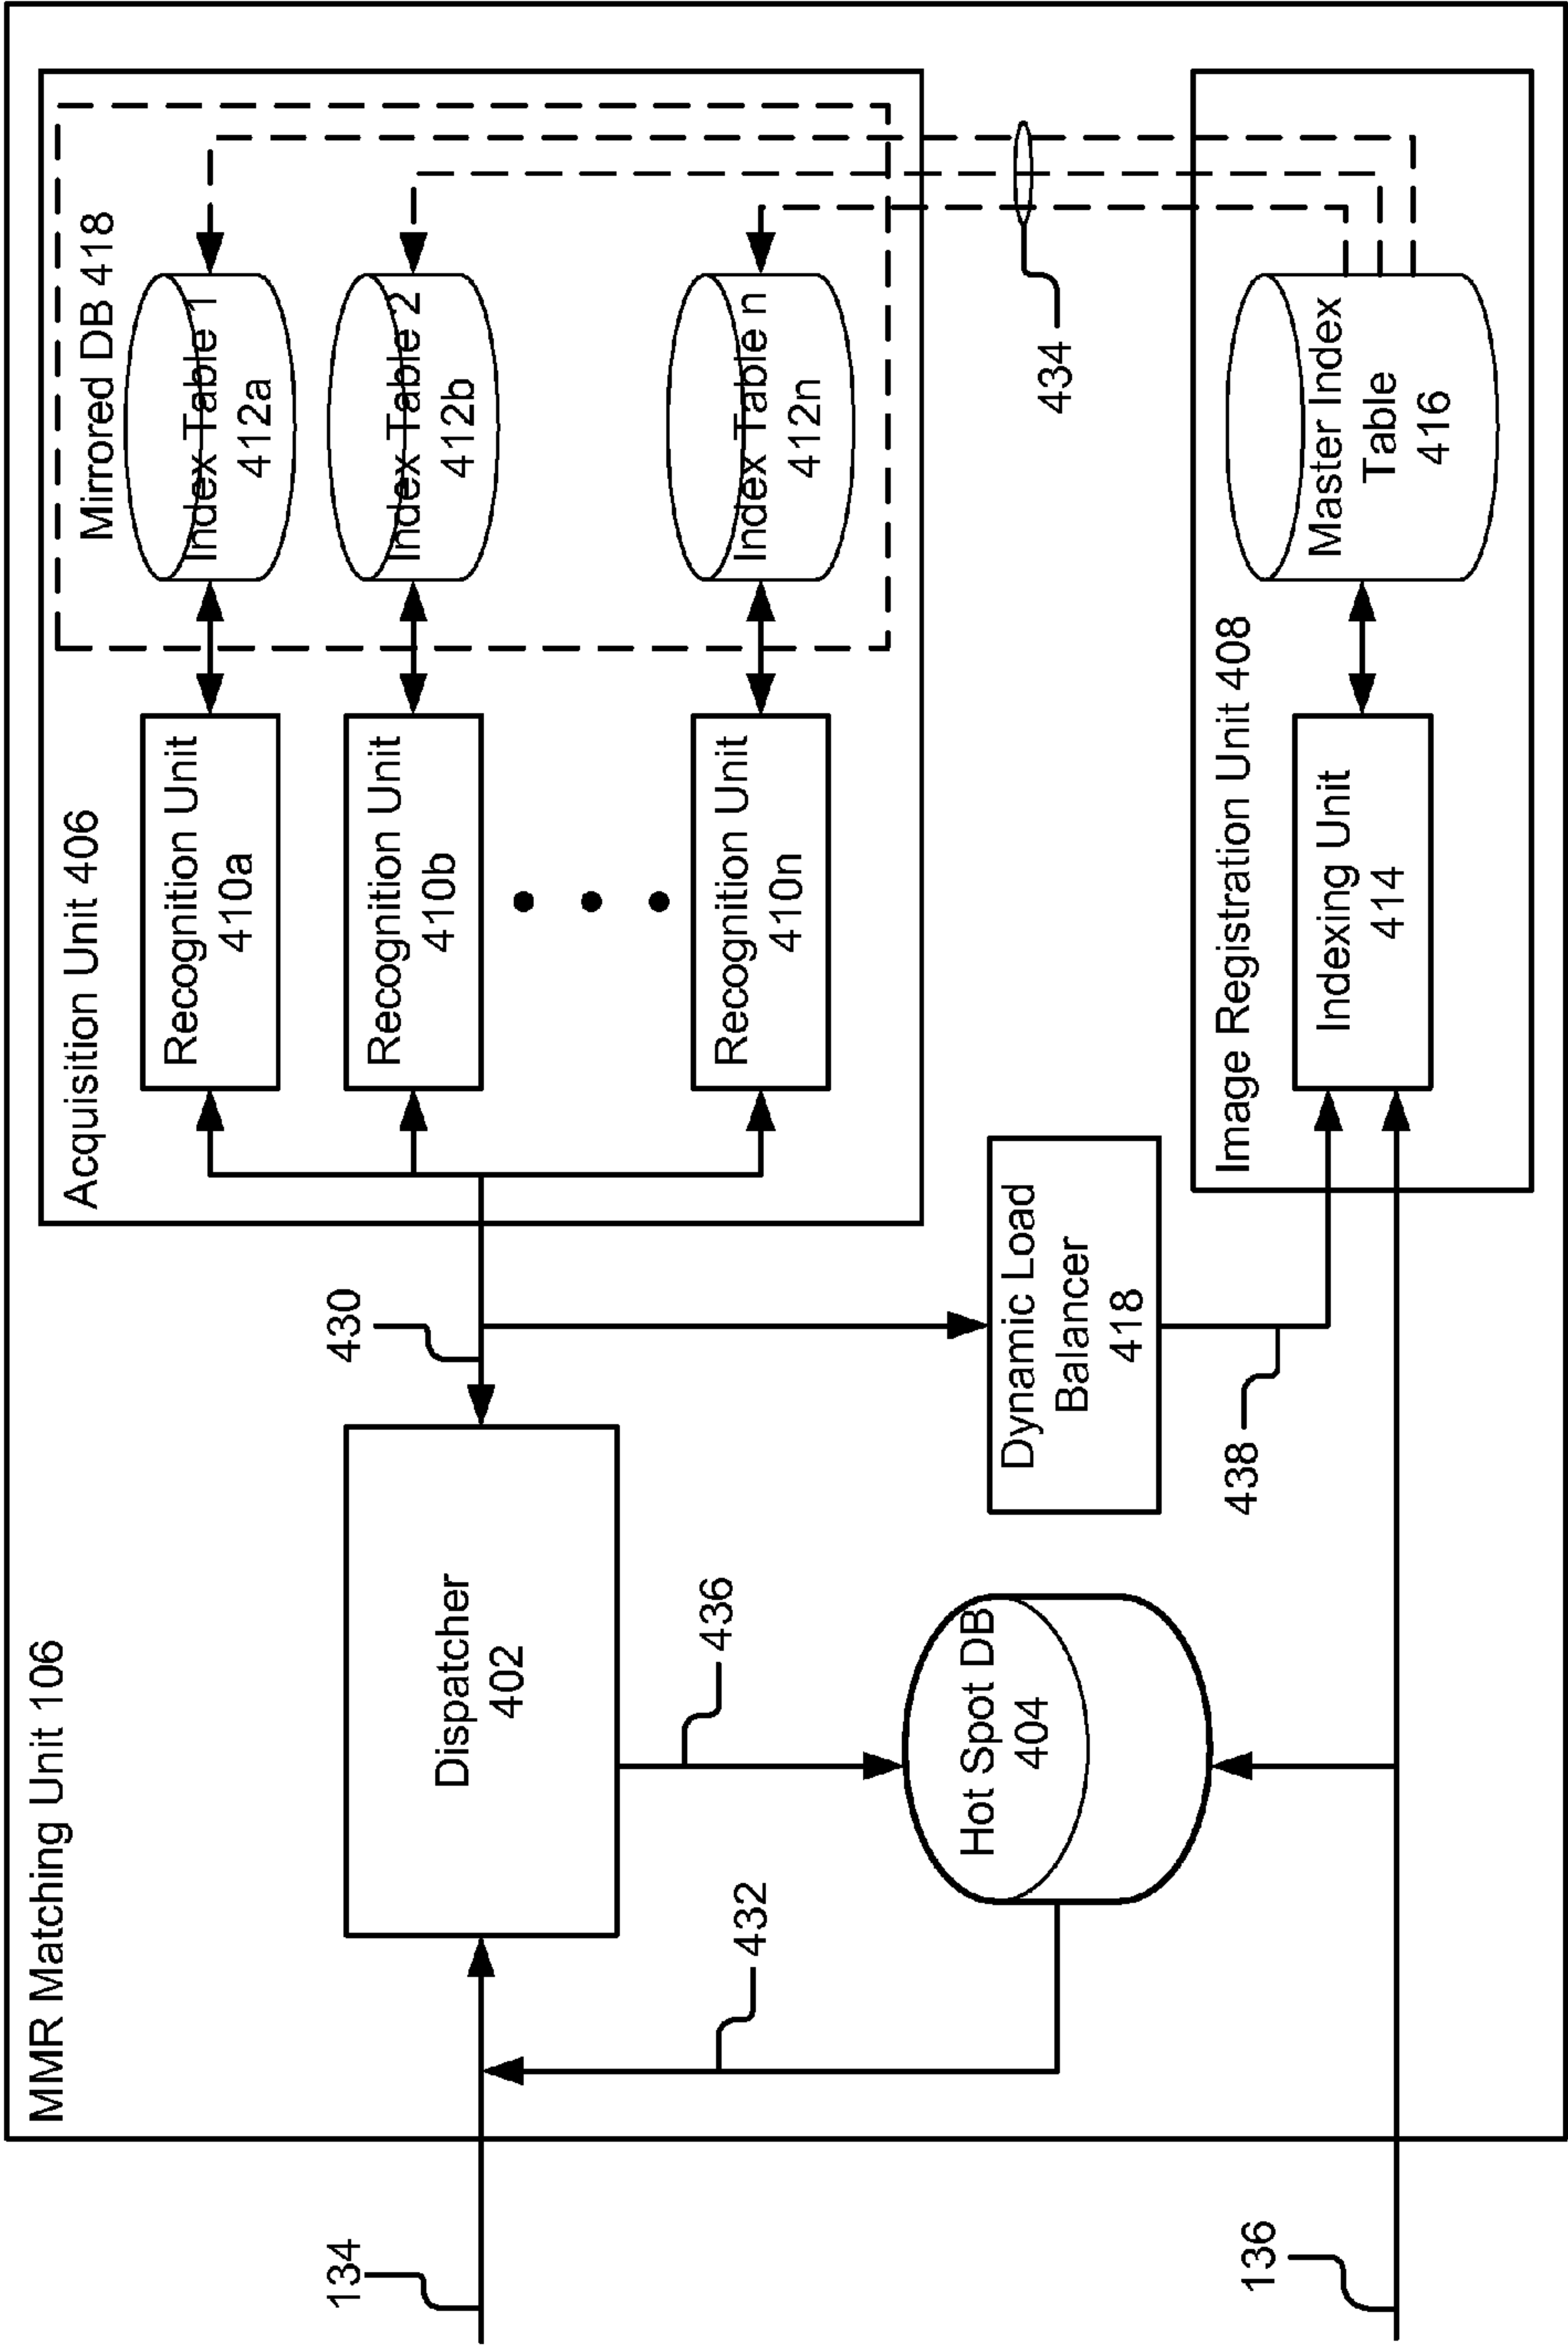 MMR Matching Unit 106
134
Dispatcher
402
430
432
436
Hot Spot DB
404
Acquisition Unit 406
Recognition Unit
410a
Recognition Unit
410b
Recognition Unit
410n
Mirrored DB 418
Index Table 1
412a
Index Table 2
412b
Index Table n
412n
Dynamic Load
Balancer
418
438
434
136
Image Registration Unit 408
Indexing Unit
414
Master Index
Table
416